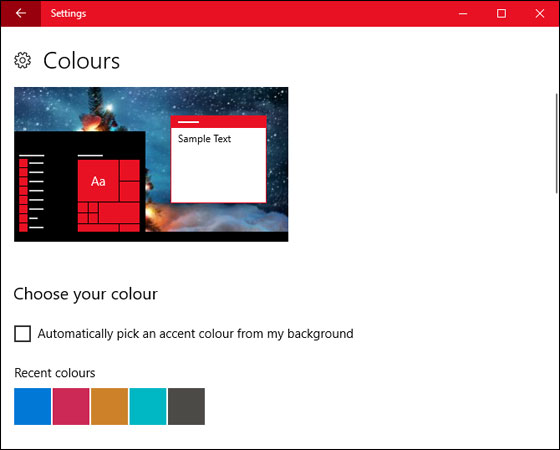 Settings
Colours
Sample Text
Aa
Choose your colour
Automatically pick an accent colour from my background
Recent colours